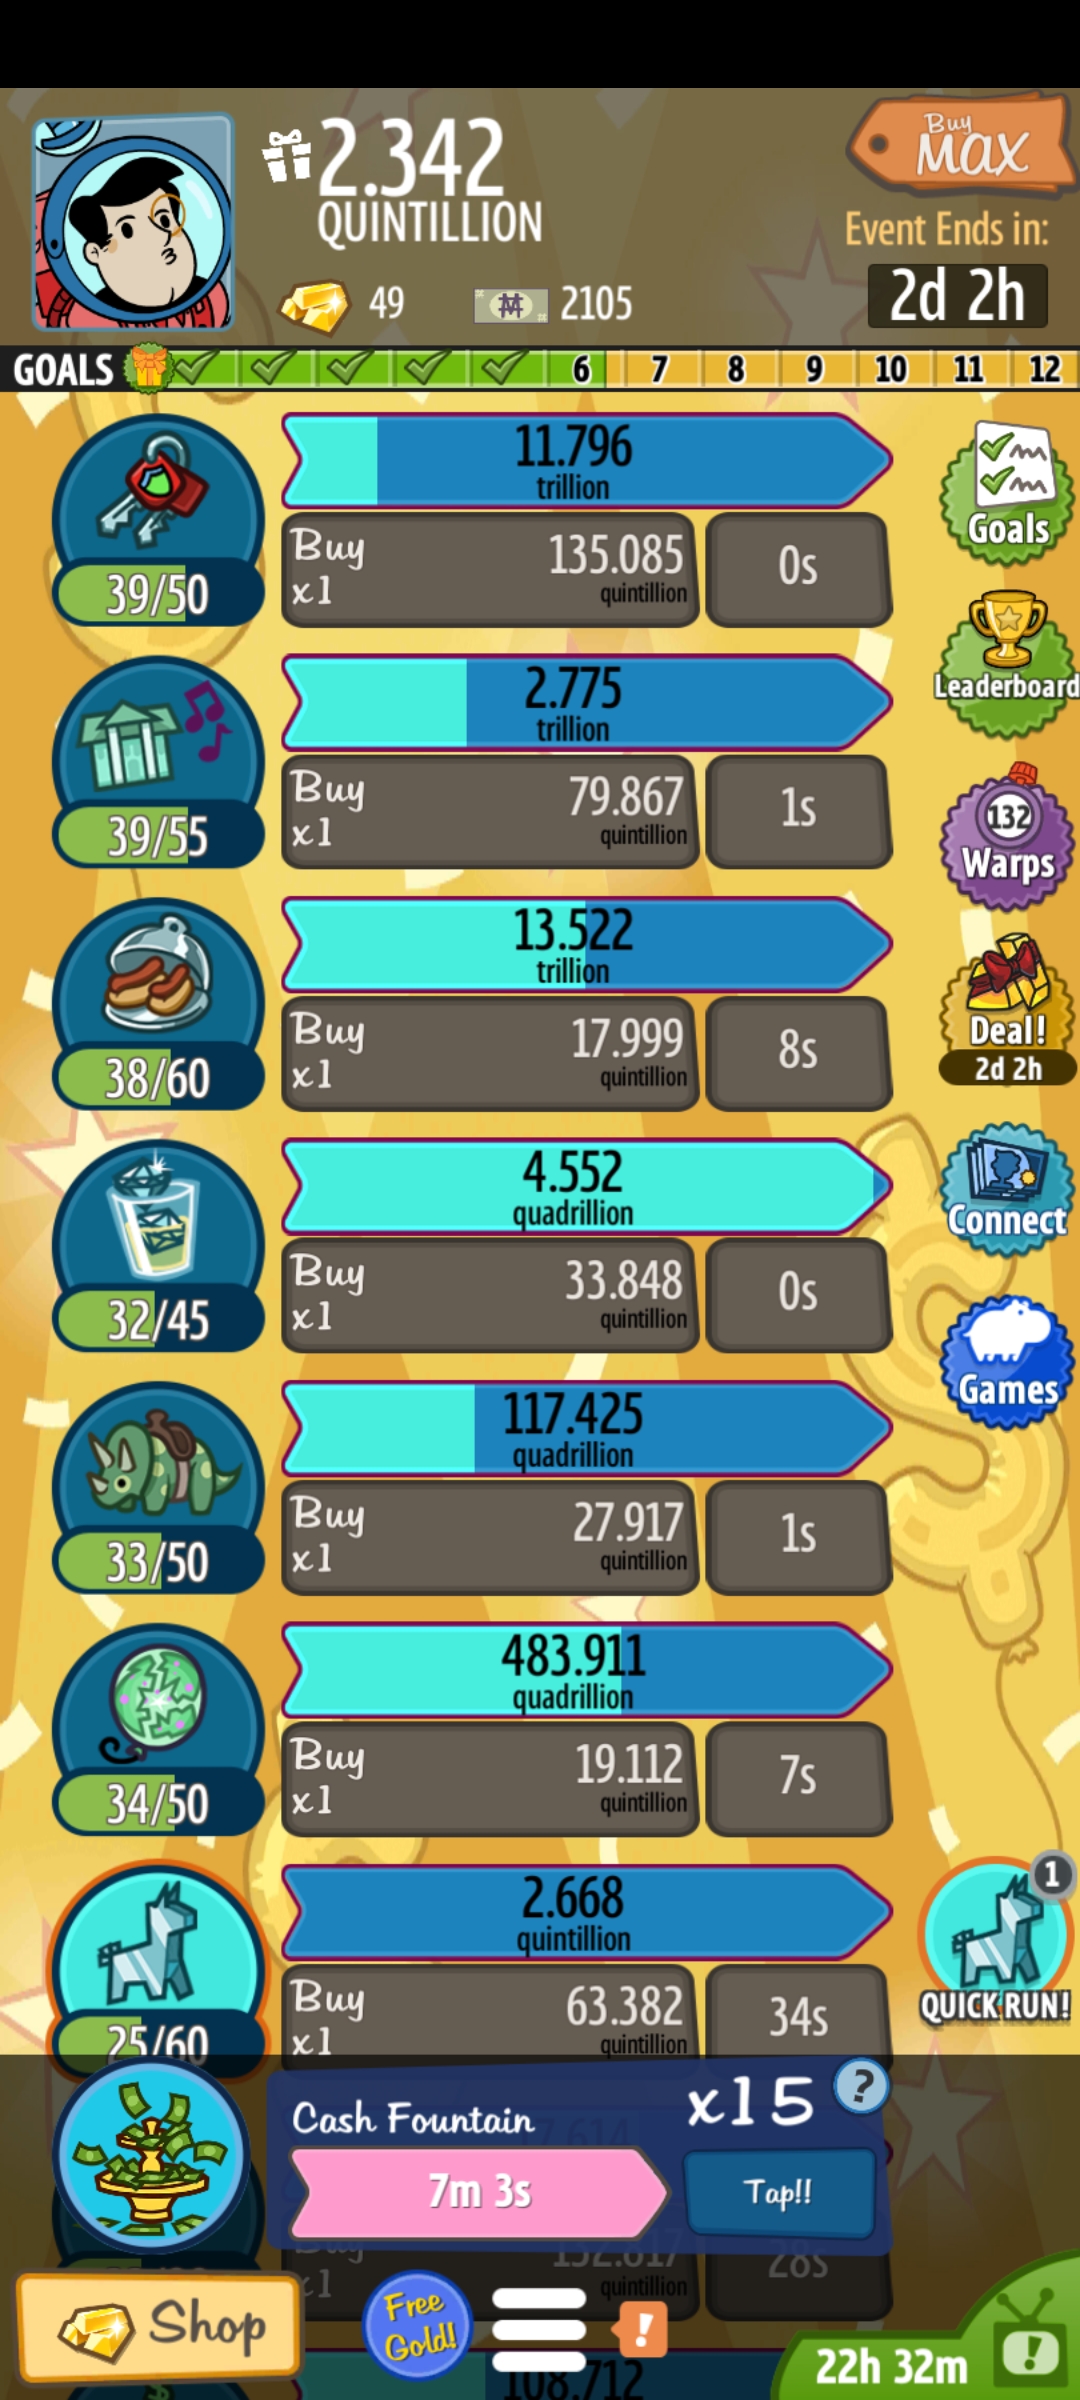 2.342
QUINTILLION
Buy
MAX
Event Ends in:
2d 2h
49
2105
GOALS 6 7 8 9 10 11 12
11.796
trillion
39/50
Buy
x1
135.085
quintillion
0s
Goals
2.775
trillion
39/55
Buy
x1
79.867
quintillion
1s
Leaderboard
132
Warps
13.522
trillion
38/60
Buy
x1
17.999
quintillion
8s
Deal!
2d 2h
4.552
quadrillion
32/45
Buy
x1
33.848
quintillion
0s
Connect
117.425
quadrillion
33/50
Buy
x1
27.917
quintillion
1s
Games
483.911
quadrillion
34/50
Buy
x1
19.112
quintillion
7s
2.668
quintillion
25/60
Buy
x1
63.382
quintillion
34s
1
QUICK RUN!
Cash Fountain
x15
?
7m 3s
Tap!!
quintillion
28s
Shop
Free
Gold!
!
108.712
22h 32m
!